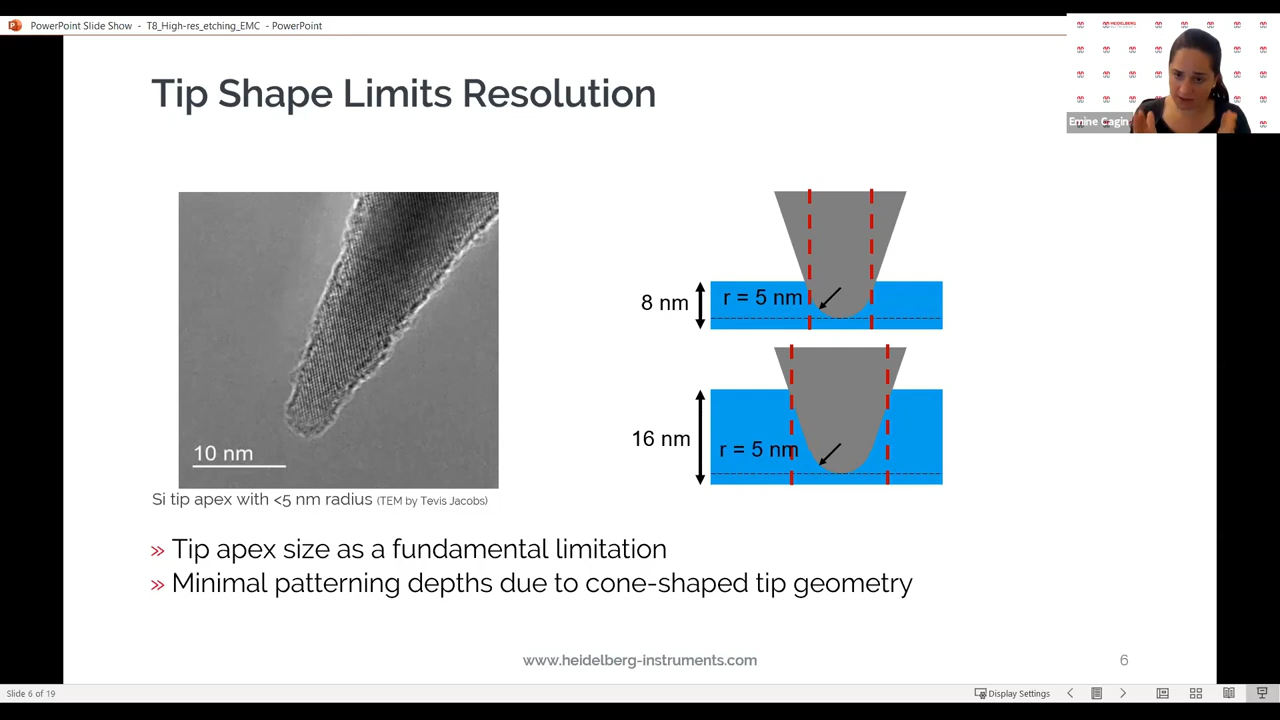 PowerPoint Slide Show - T8_High-res_etching_EMC - PowerPoint
HEIDELBERG
Emine Cagin
Tip Shape Limits Resolution
10 nm
Si tip apex with <5 nm radius (TEM by Tevis Jacobs)
8 nm
r = 5 nm
16 nm
r = 5 nm
» Tip apex size as a fundamental limitation
» Minimal patterning depths due to cone-shaped tip geometry
www.heidelberg-instruments.com
6
Slide 6 of 19
Display Settings